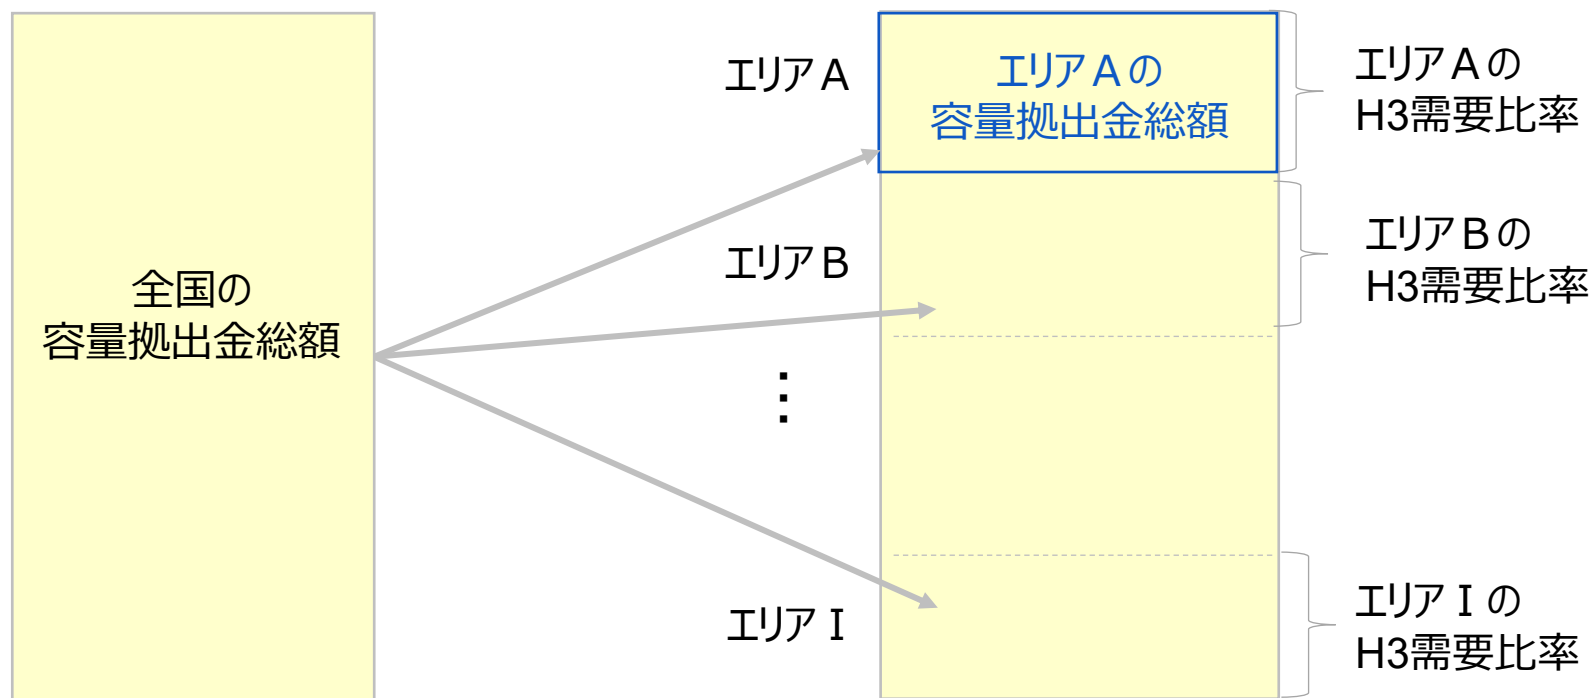 エリアA
エリアAの
容量拠出金総額
エリアAの
H3需要比率
エリアB
エリアBの
H3需要比率
全国の
容量拠出金総額
⋮
エリアI
エリアIの
H3需要比率